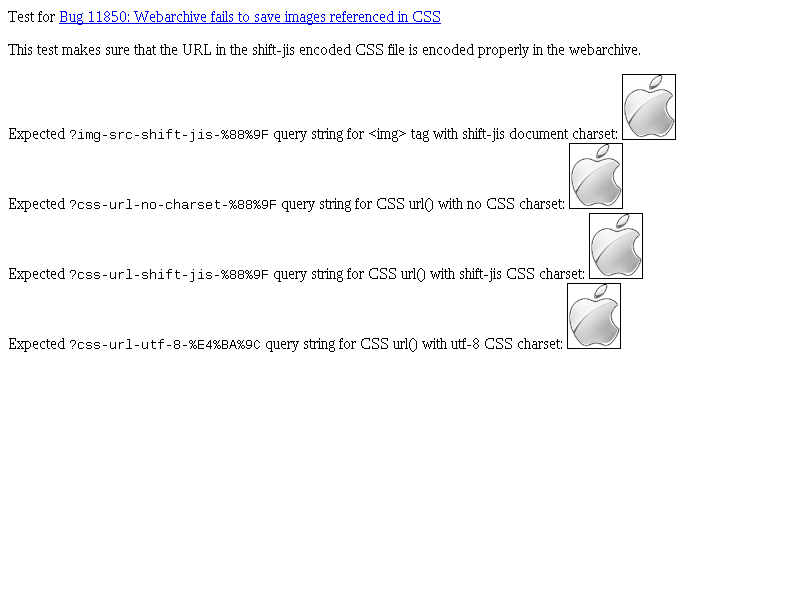 Test for Bug 11850: Webarchive fails to save images referenced in CSS
This test makes sure that the URL in the shift-jis encoded CSS file is encoded properly in the webarchive.
Expected ?img-src-shift-jis-%88%9F query string for <img> tag with shift-jis document charset:
Expected ?css-url-no-charset-%88%9F query string for CSS url() with no CSS charset:
Expected ?css-url-shift-jis-%88%9F query string for CSS url() with shift-jis CSS charset:
Expected ?css-url-utf-8-%E4%BA%9C query string for CSS url() with utf-8 CSS charset: